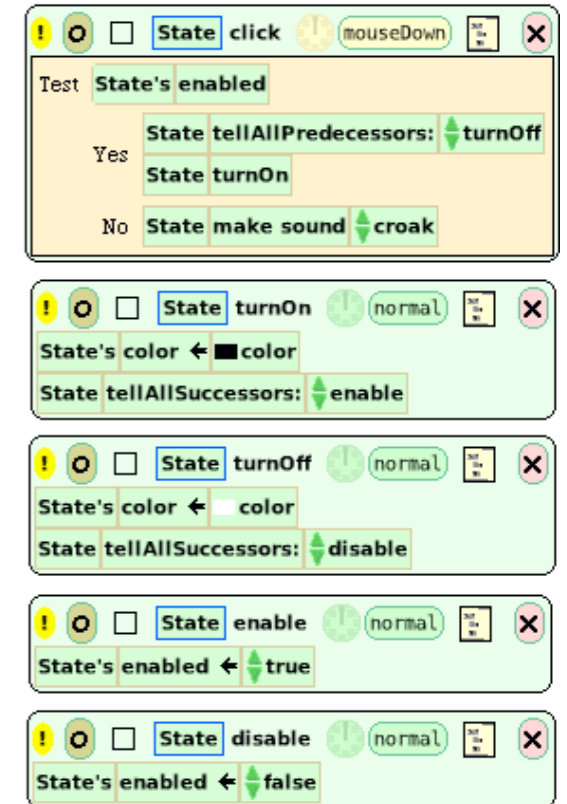 ! O State click mouseDown X
Test State's enabled
Yes State tellAllPredecessors: turnOff
State turnOn
No State make sound croak
! O State turnOn normal X
State's color ← color
State tellAllSuccessors: enable
! O State turnOff normal X
State's color ← color
State tellAllSuccessors: disable
! O State enable normal X
State's enabled ← true
! O State disable normal X
State's enabled ← false